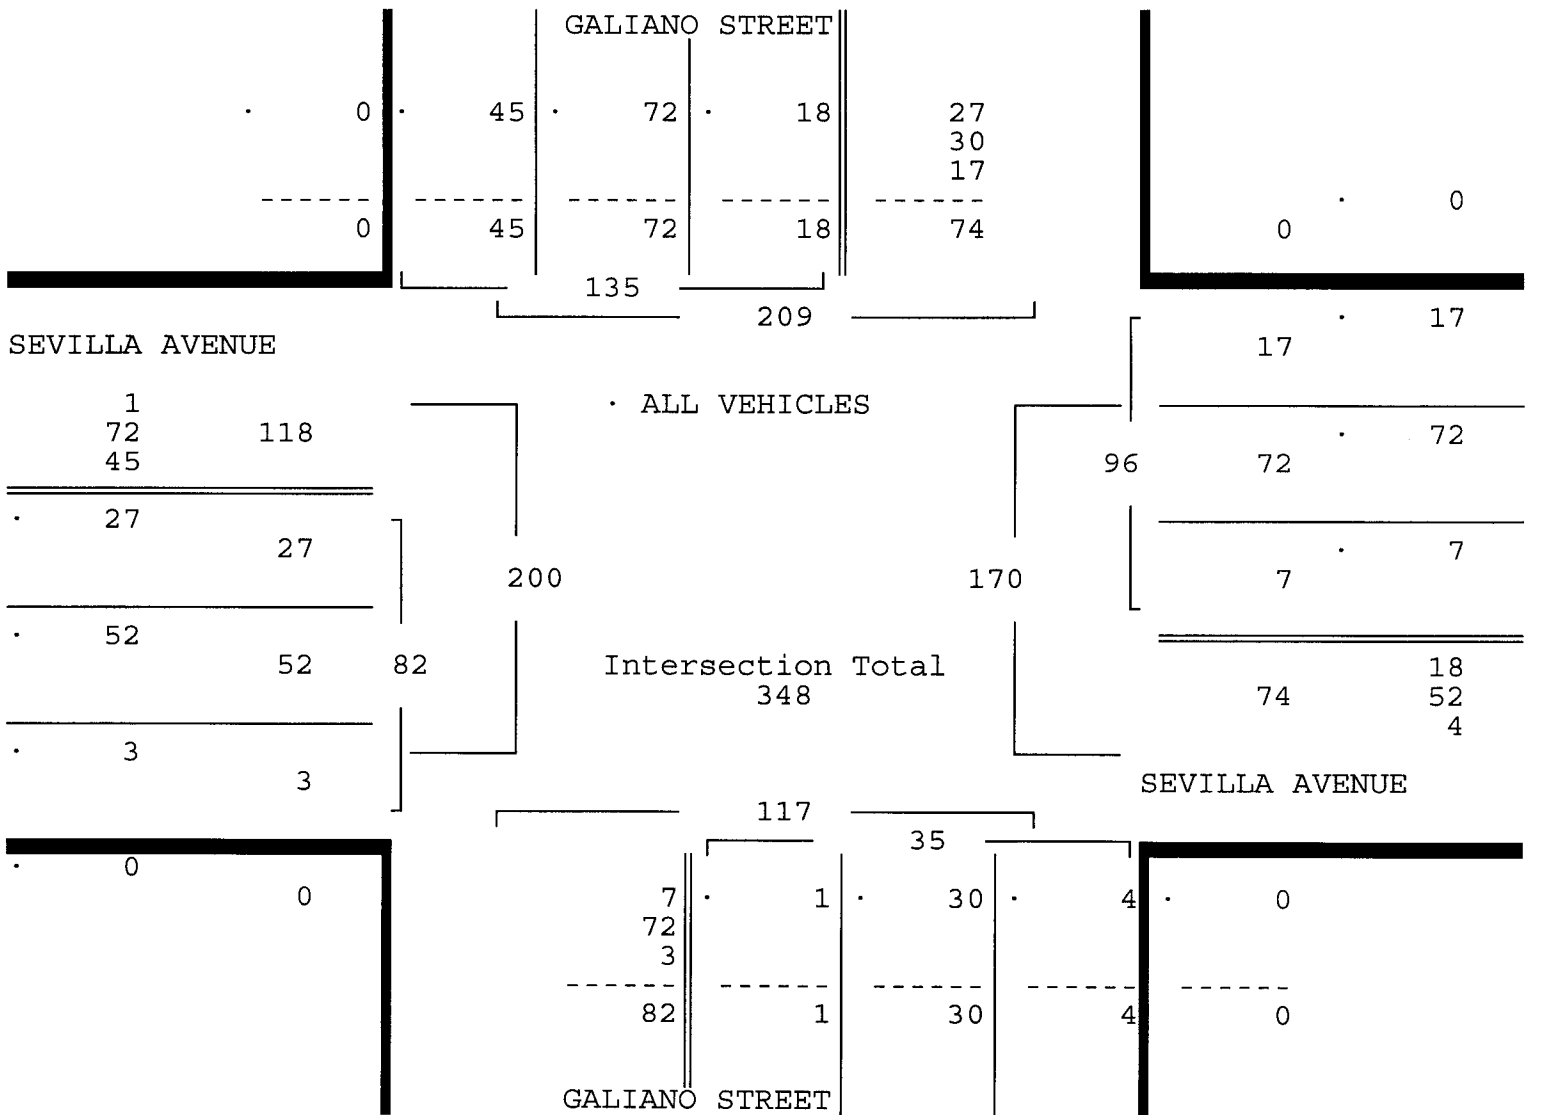 GALIANO STREET
· 0 · 45 · 72 · 18 27
30
17
------ ------ ------ ------ ------
· 0
0 45 72 18 74 0
135
209
· 17
SEVILLA AVENUE 17
1 · ALL VEHICLES
72 118 · 72
45 96 72
· 27
27 · 7
200 170 7
· 52
52 82 Intersection Total 18
348 74 52
4
· 3
3 SEVILLA AVENUE
117
35
· 0
0 7 · 1 · 30 · 4 · 0
72
3
------ ------ ------ ------ ------
82 1 30 4 0
GALIANO STREET